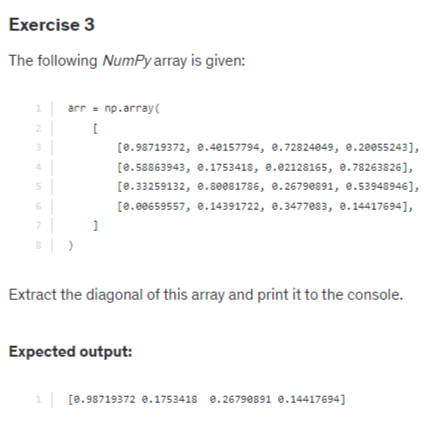 Exercise 3
The following NumPy array is given:
1 arr = np.array(
2 [
3 [0.98719372, 0.40157794, 0.72824049, 0.20055243],
4 [0.58863943, 0.1753418, 0.02128165, 0.78263826],
5 [0.33259132, 0.80081786, 0.26790891, 0.53948946],
6 [0.00659557, 0.14391722, 0.3477083, 0.14417694],
7 ]
8 )
Extract the diagonal of this array and print it to the console.
Expected output:
1 [0.98719372 0.1753418  0.26790891 0.14417694]